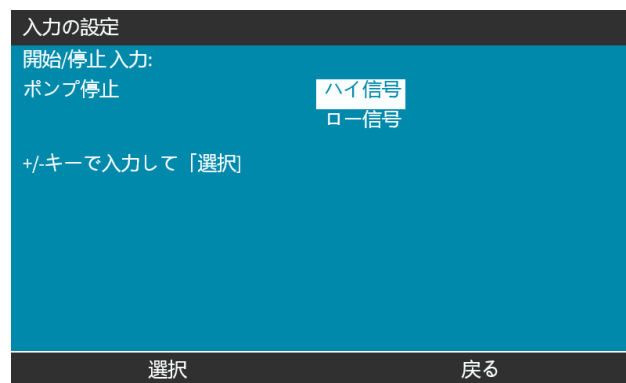 入力の設定
開始/停止入力:
ポンプ停止 ハイ信号
ロー信号
+/-キーで入力して「選択]
選択 戻る